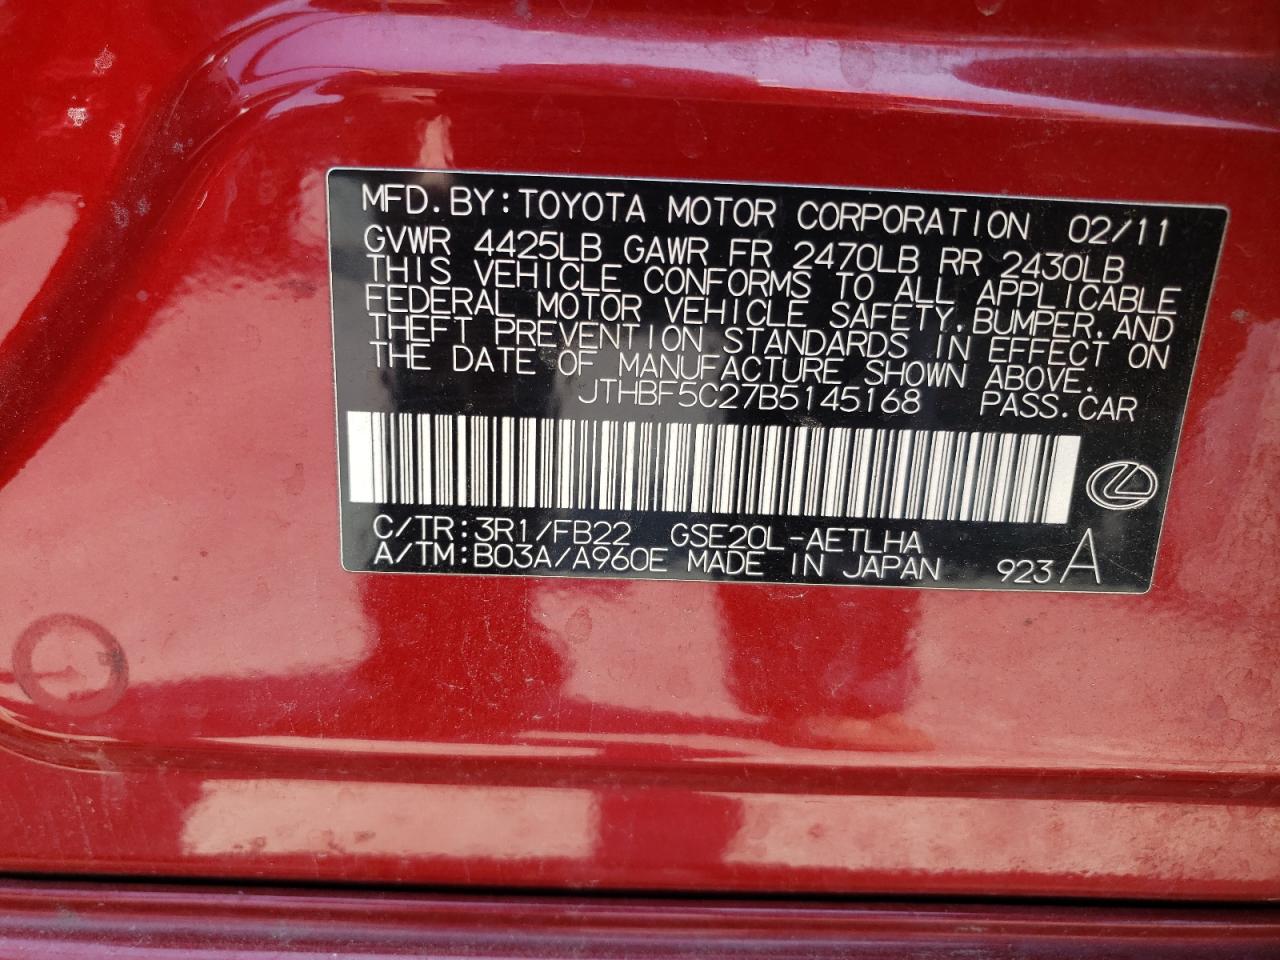 MFD.BY:TOYOTA MOTOR CORPORATION 02/11
GVWR 4425LB GAWR FR 2470LB RR 2430LB
THIS VEHICLE CONFORMS TO ALL APPLICABLE
FEDERAL MOTOR VEHICLE SAFETY,BUMPER,AND
THEFT PREVENTION STANDARDS IN EFFECT ON
THE DATE OF MANUFACTURE SHOWN ABOVE.
JTHBF5C27B5145168 PASS.CAR
C/TR:3R1/FB22 GSE20L-AETLHA
A/TM:B03A/A960E MADE IN JAPAN 923 A